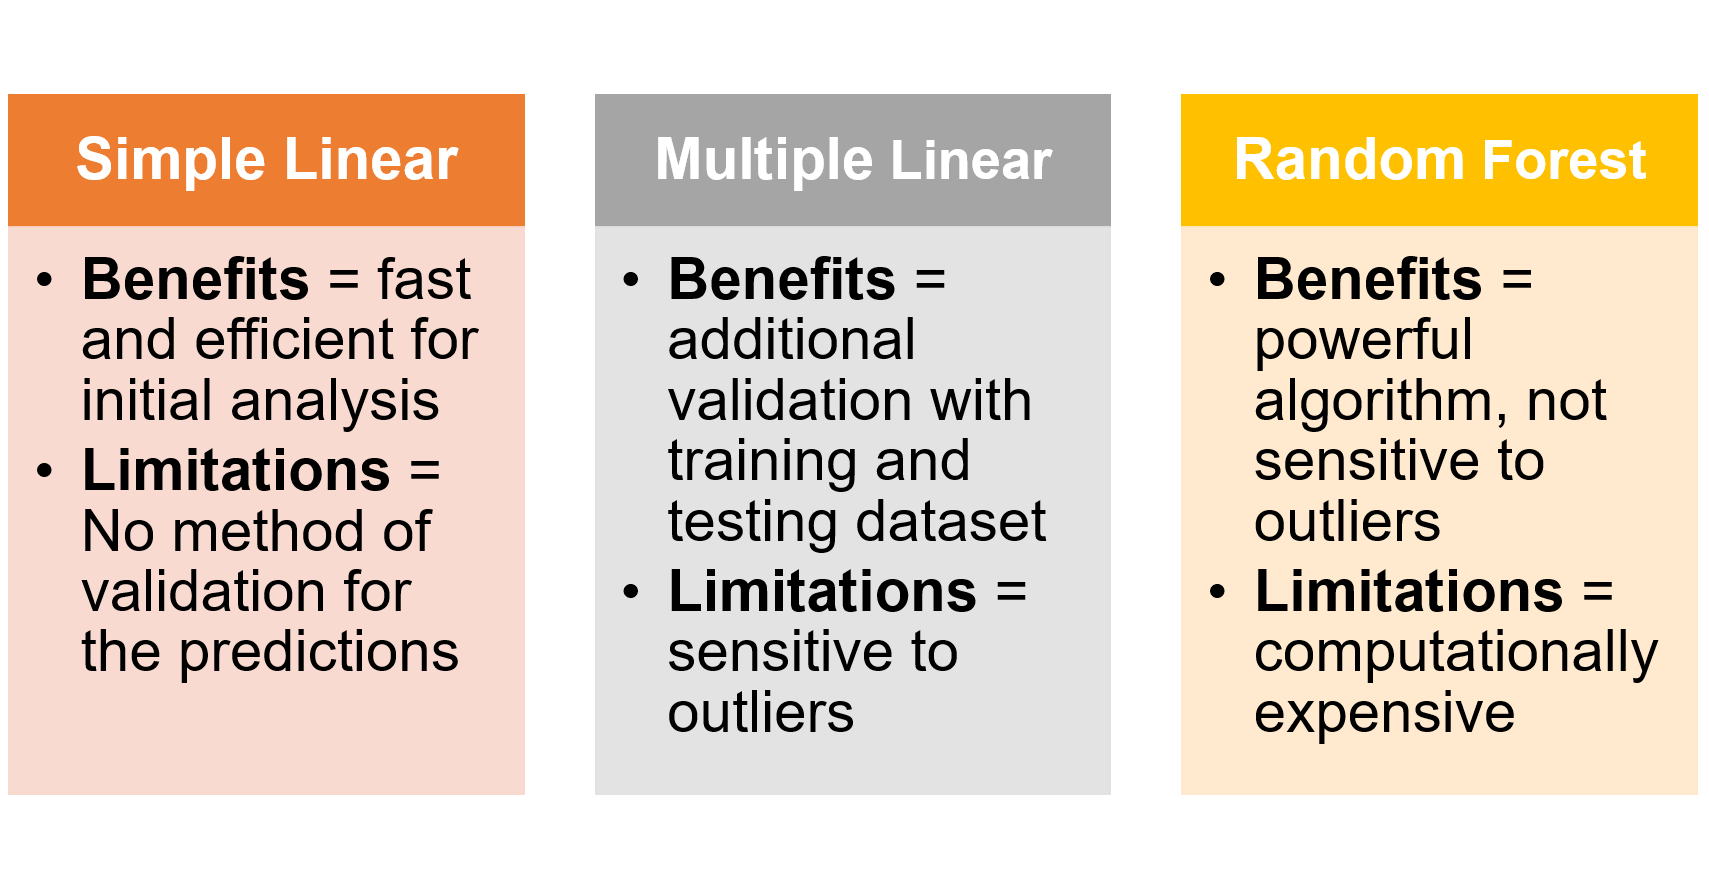 Simple Linear
• Benefits = fast
and efficient for
initial analysis
• Limitations =
No method of
validation for
the predictions
Multiple Linear
• Benefits =
additional
validation with
training and
testing dataset
• Limitations =
sensitive to
outliers
Random Forest
• Benefits =
powerful
algorithm, not
sensitive to
outliers
• Limitations =
computationally
expensive